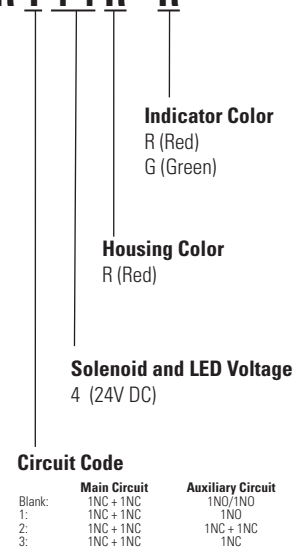 Indicator Color
R (Red)
G (Green)
Housing Color
R (Red)
Solenoid and LED Voltage
4 (24V DC)
Circuit Code
Main Circuit Auxiliary Circuit
Blank: 1NC + 1NC 1NO/1NO
1: 1NC + 1NC 1NO
2: 1NC + 1NC 1NC + 1NC
3: 1NC + 1NC 1NC